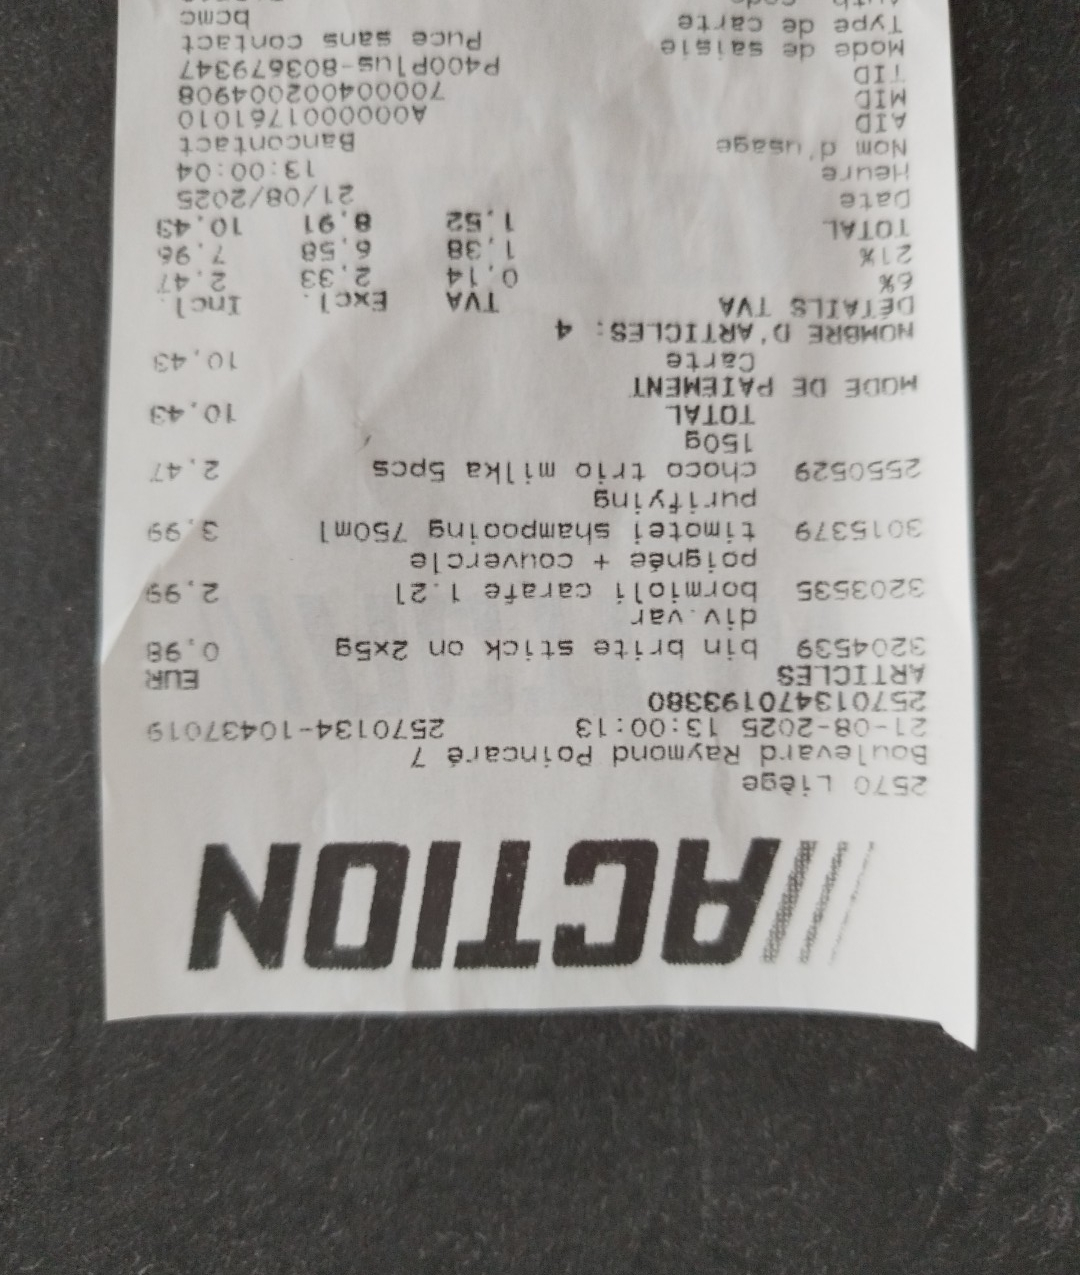 ACTION
2570 Liège
Boulevard Raymond Poincaré 7
21-08-2025 13:00:13 2570134-10437019
257013470193380
ARTICLES EUR
3204539 bin brite stick on 2x5g 0,98
div.var
3203535 bormioli carafe 1.2l 2,99
poignée + couvercle
3015379 timotei shampooing 750ml 3,99
purifying
2550529 choco trio milka 5pcs 2,47
150g
TOTAL 10,43
MODE DE PAIEMENT
Carte 10,43
NOMBRE D'ARTICLES: 4
DÉTAILS TVA TVA Excl. Incl.
6% 0,14 2,33 2,47
21% 1,38 6,58 7,96
TOTAL 1,52 8,91 10,43
Date 21/08/2025
Heure 13:00:04
Nom d'usage Bancontact
AID A0000001761010
MID 7000040020049​08
TID P400Plus-803679347
Mode de saisie Puce sans contact
Type de carte bcmc